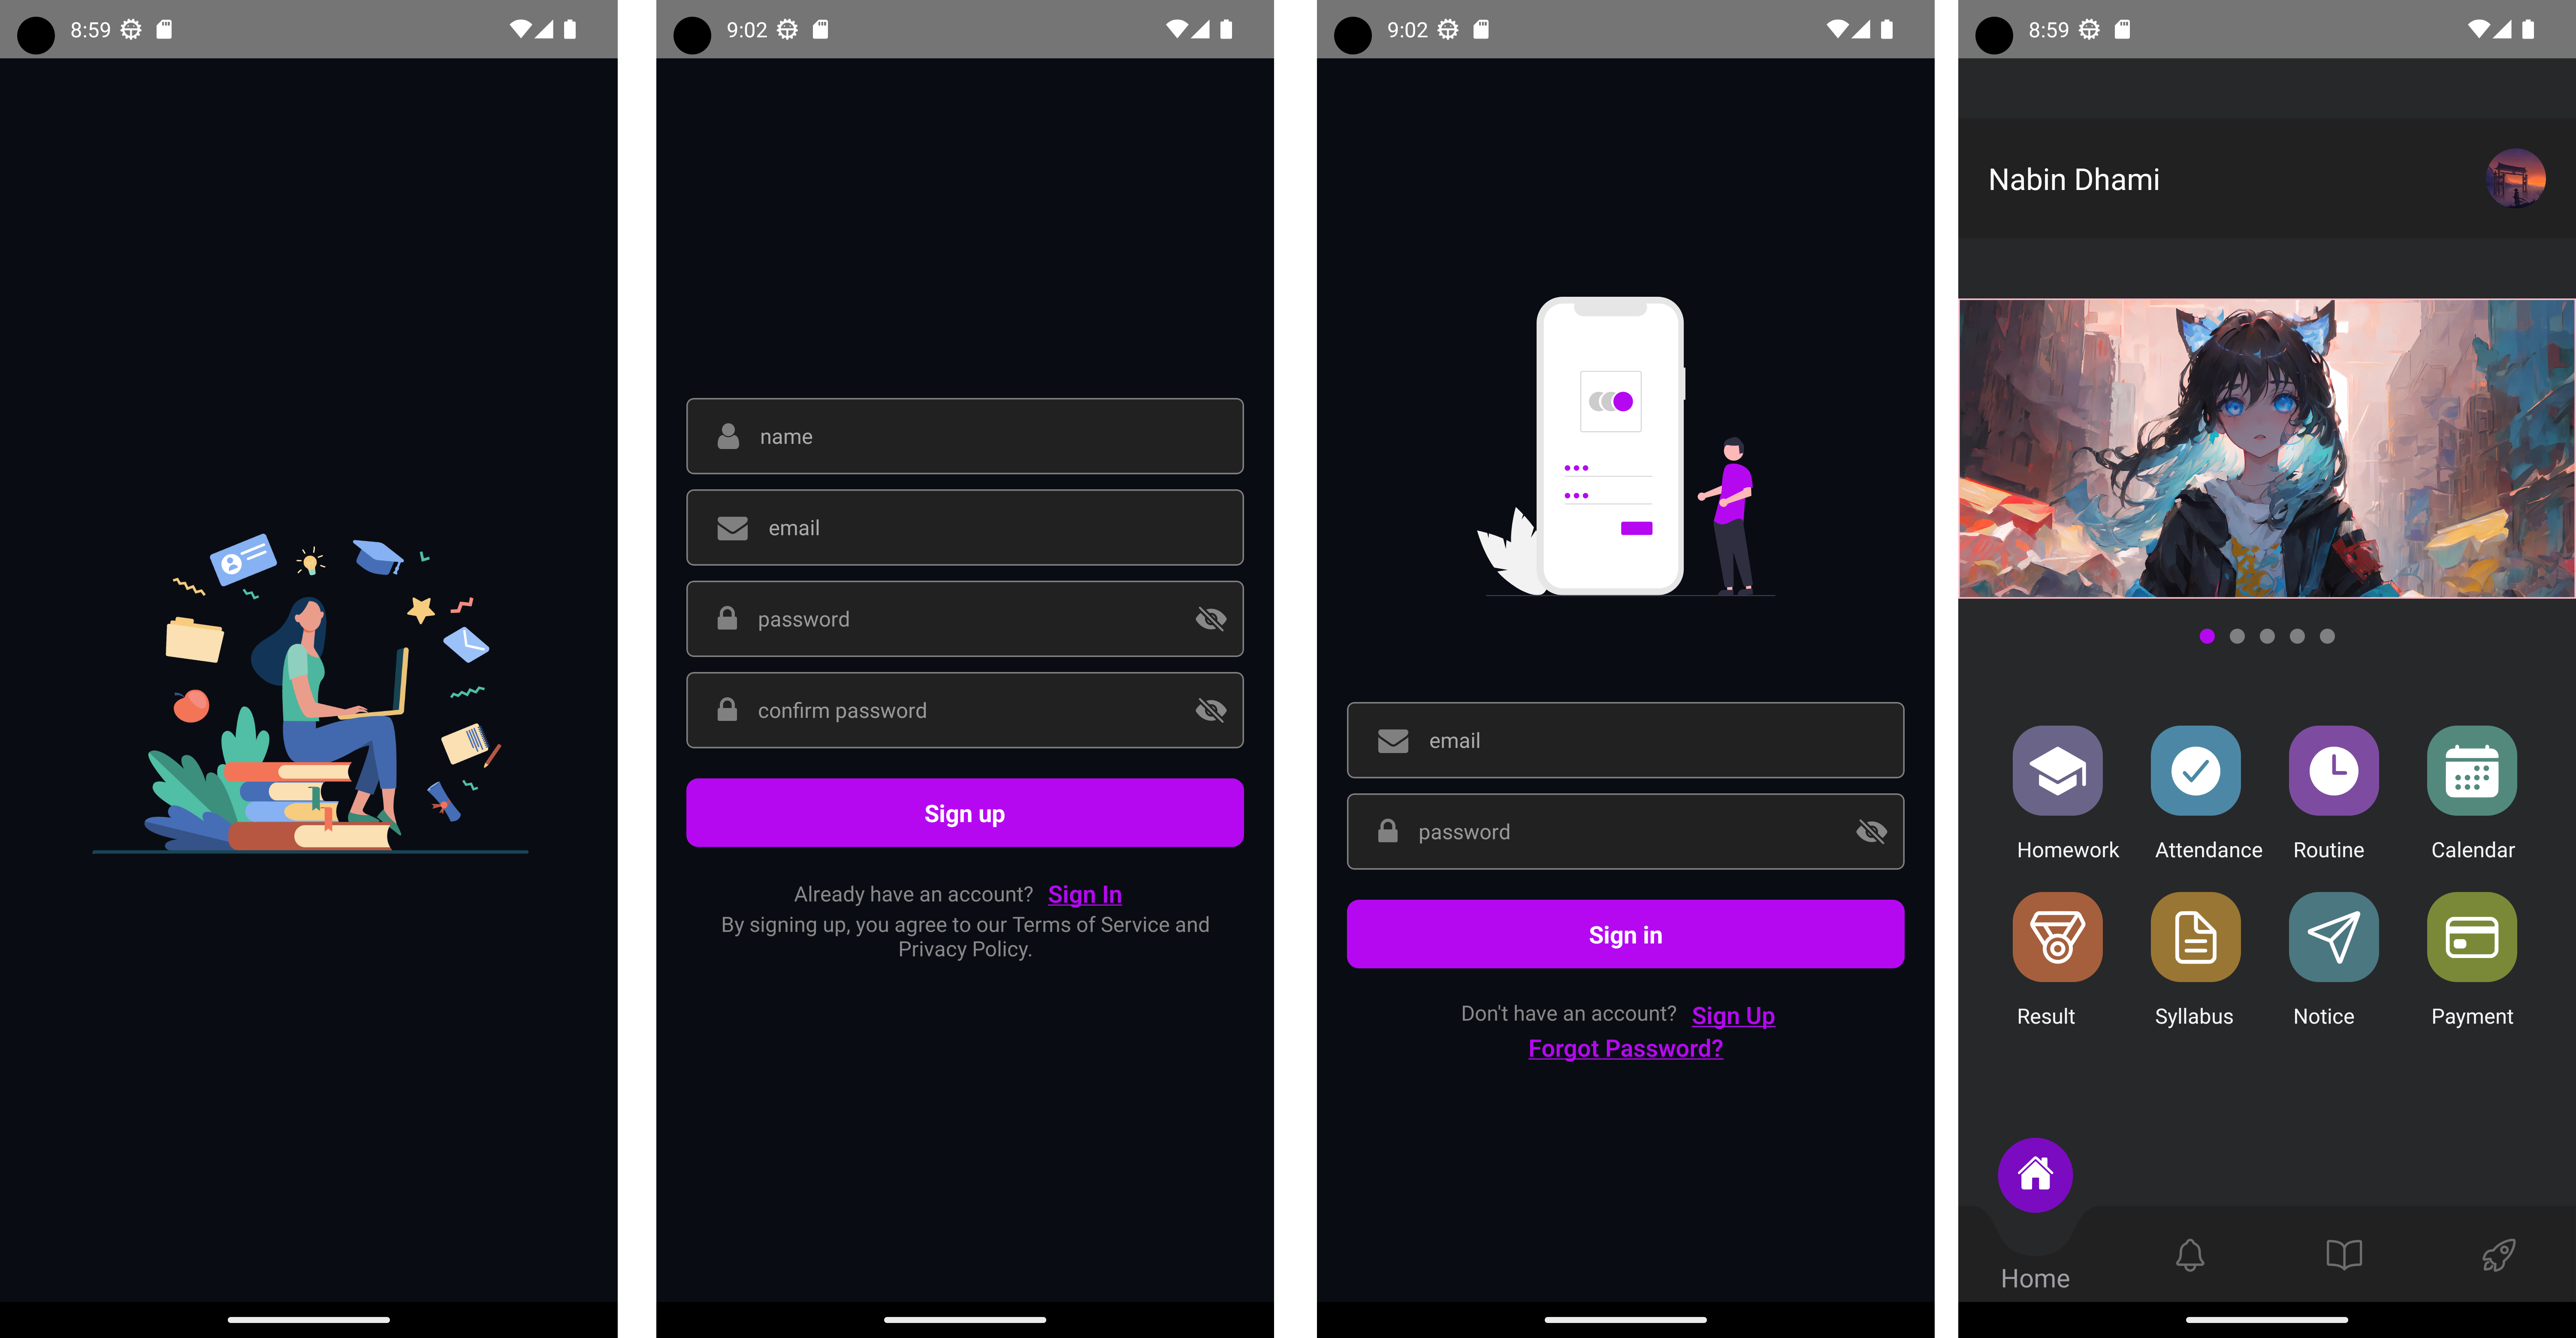 8:59
9:02
name
email
password
confirm password
Sign up
Already have an account? Sign In
By signing up, you agree to our Terms of Service and
Privacy Policy.
9:02
email
password
Sign in
Don't have an account? Sign Up
Forgot Password?
8:59
Nabin Dhami
Homework Attendance Routine Calendar
Result Syllabus Notice Payment
Home